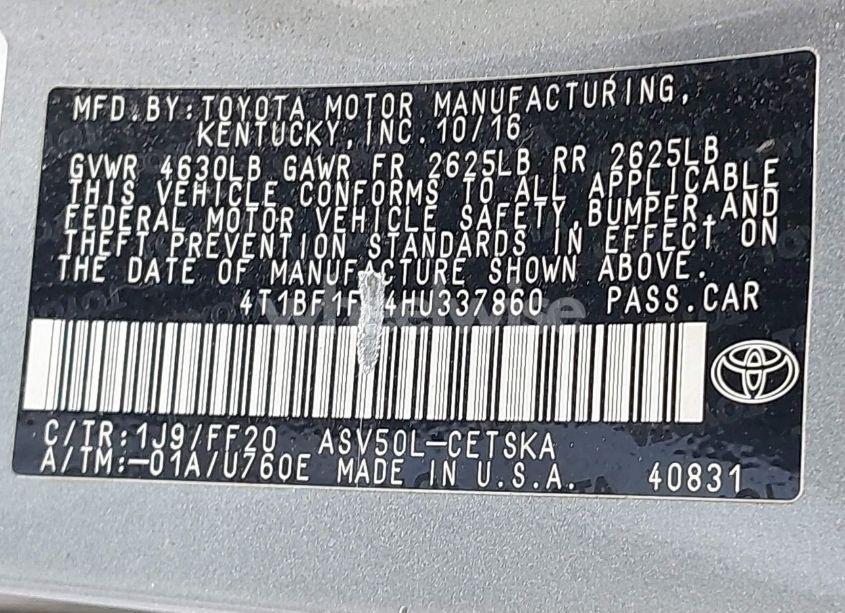 MFD. BY: TOYOTA MOTOR MANUFACTURING,
KENTUCKY, INC. 10/16
GVWR 4630LB GAWR FR 2625LB RR 2625LB
THIS VEHICLE CONFORMS TO ALL APPLICABLE
FEDERAL MOTOR VEHICLE SAFETY, BUMPER, AND
THEFT PREVENTION STANDARDS IN EFFECT ON
THE DATE OF MANUFACTURE SHOWN ABOVE.
PASS. CAR
C/TR: 1J9/FF20 ASV50L-CETSKA
A/TM: -01A/U760E MADE IN U.S.A. 40831